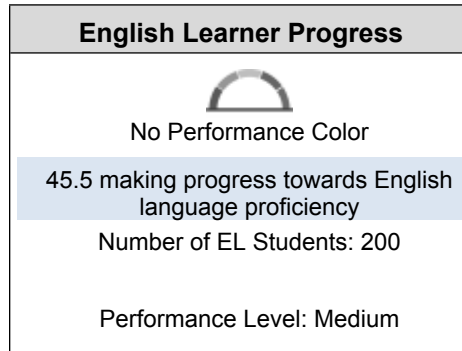 English Learner Progress
No Performance Color
45.5 making progress towards English
language proficiency
Number of EL Students: 200
Performance Level: Medium